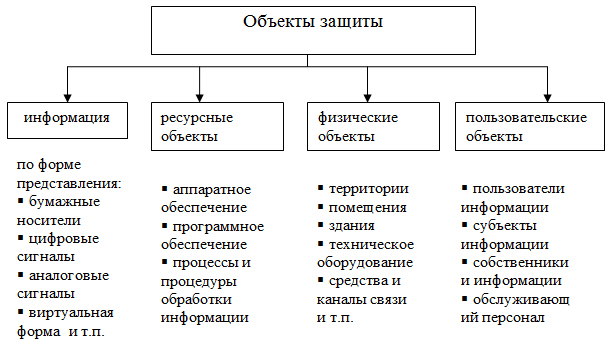 Объекты защиты
информация
ресурсные
объекты
физические
объекты
пользовательские
объекты
по форме
представления:
▪ бумажные
носители
▪ цифровые
сигналы
▪ аналоговые
сигналы
▪ виртуальная
форма и т.п.
▪ аппаратное
обеспечение
▪ программное
обеспечение
▪ процессы и
процедуры
обработки
информации
▪ территории
▪ помещения
▪ здания
▪ техническое
оборудование
▪ средства и
каналы связи
и т.п.
▪ пользователи
информации
▪ субъекты
информации
▪ собственники
и информации
▪ обслуживающ
ий персонал